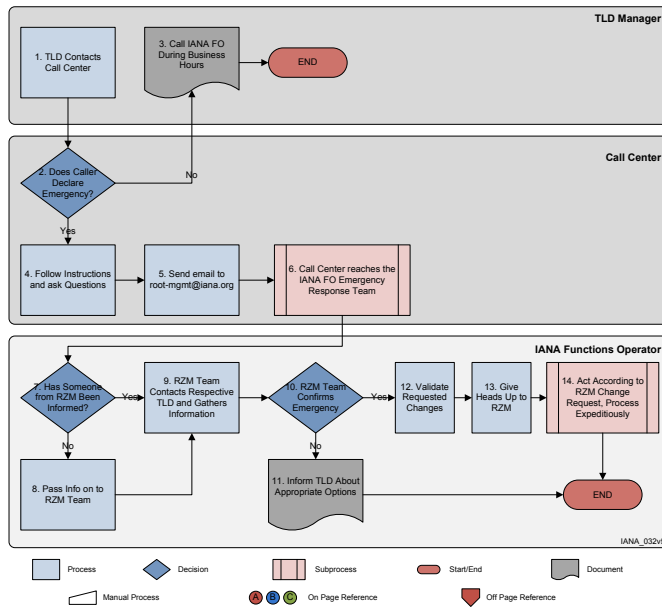 TLD Manager
1. TLD Contacts
Call Center
3. Call IANA FO
During Business
Hours
END
Call Center
2. Does Caller
Declare
Emergency?
No
Yes
4. Follow Instructions
and ask Questions
5. Send email to
root-mgmt@iana.org
6. Call Center reaches the
IANA FO Emergency
Response Team
IANA Functions Operator
7. Has Someone
from RZM Been
Informed?
Yes
9. RZM Team
Contacts Respective
TLD and Gathers
Information
10. RZM Team
Confirms
Emergency
Yes
12. Validate
Requested
Changes
13. Give
Heads Up to
RZM
14. Act According to
RZM Change
Request, Process
Expeditiously
No
No
8. Pass Info on to
RZM Team
11. Inform TLD About
Appropriate Options
END
Process
Decision
Subprocess
Start/End
Document
Manual Process
A B C On Page Reference
Off Page Reference